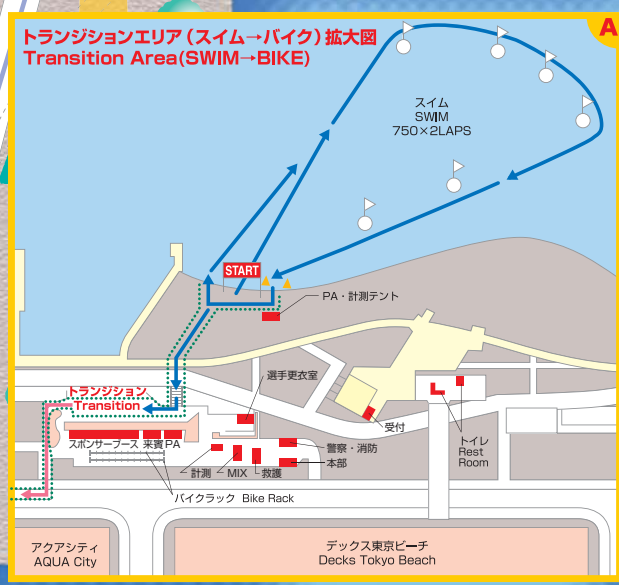 トランジションエリア(スイム→バイク)拡大図
Transition Area(SWIM→BIKE)
A
スイム
SWIM
750×2LAPS
START
PA・計測テント
選手更衣室
トランジション
Transition
スポンサーブース 来賓 PA
受付
警察・消防
本部
トイレ
Rest
Room
計測 MIX 救護
バイクラック Bike Rack
アクアシティ
AQUA City
デックス東京ビーチ
Decks Tokyo Beach